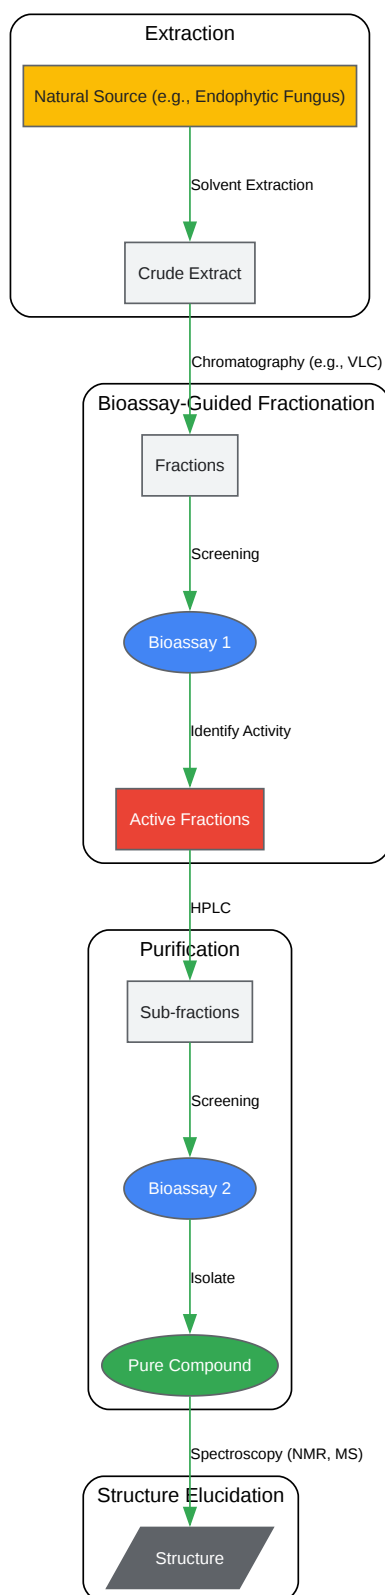 Extraction
Natural Source (e.g., Endophytic Fungus)
Solvent Extraction
Crude Extract
Chromatography (e.g., VLC)
Bioassay-Guided Fractionation
Fractions
Screening
Bioassay 1
Identify Activity
Active Fractions
HPLC
Purification
Sub-fractions
Screening
Bioassay 2
Isolate
Pure Compound
Spectroscopy (NMR, MS)
Structure Elucidation
Structure